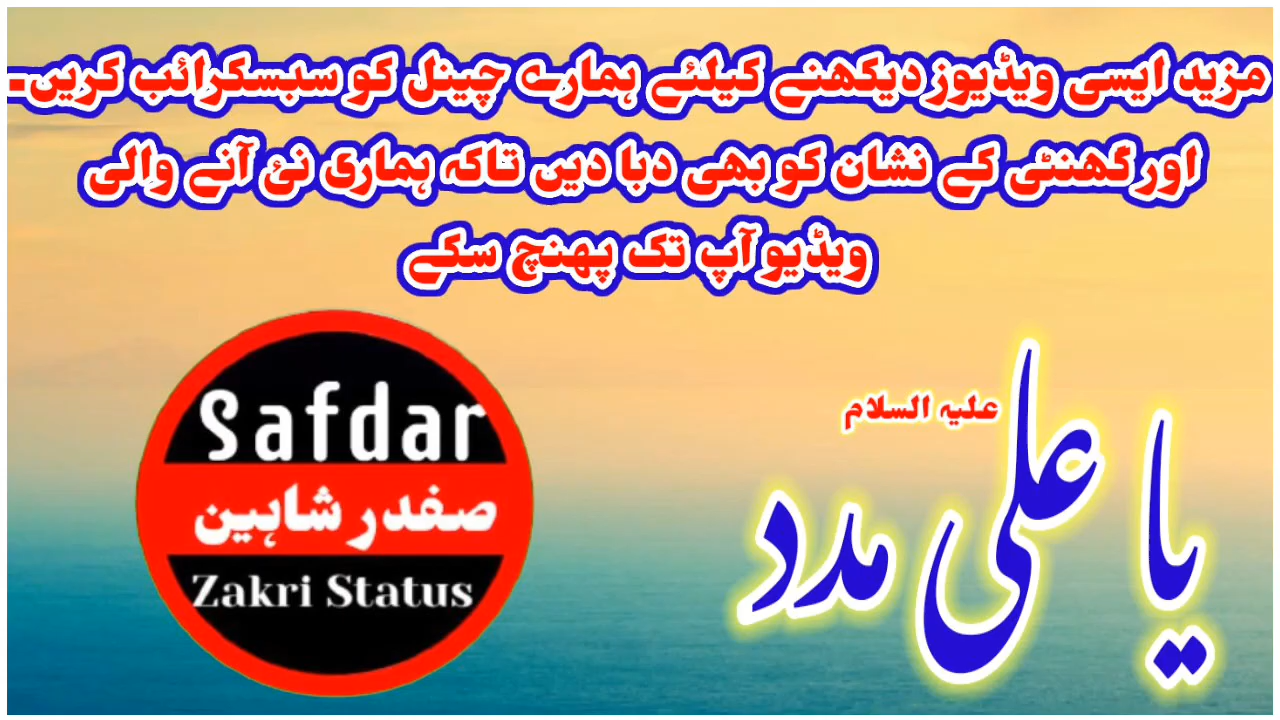 مزید ایسی ویڈیوز دیکھنے کیلئے ہمارے چینل کو سبسکرائب کریں۔
اور گھنٹی کے نشان کو بھی دبا دیں تاکہ ہماری نئ آنے والی
ویڈیو آپ تک پھنچ سکے
Safdar
صفدر شاہین
Zakri Status
علیہ السلام
یا علی مدد